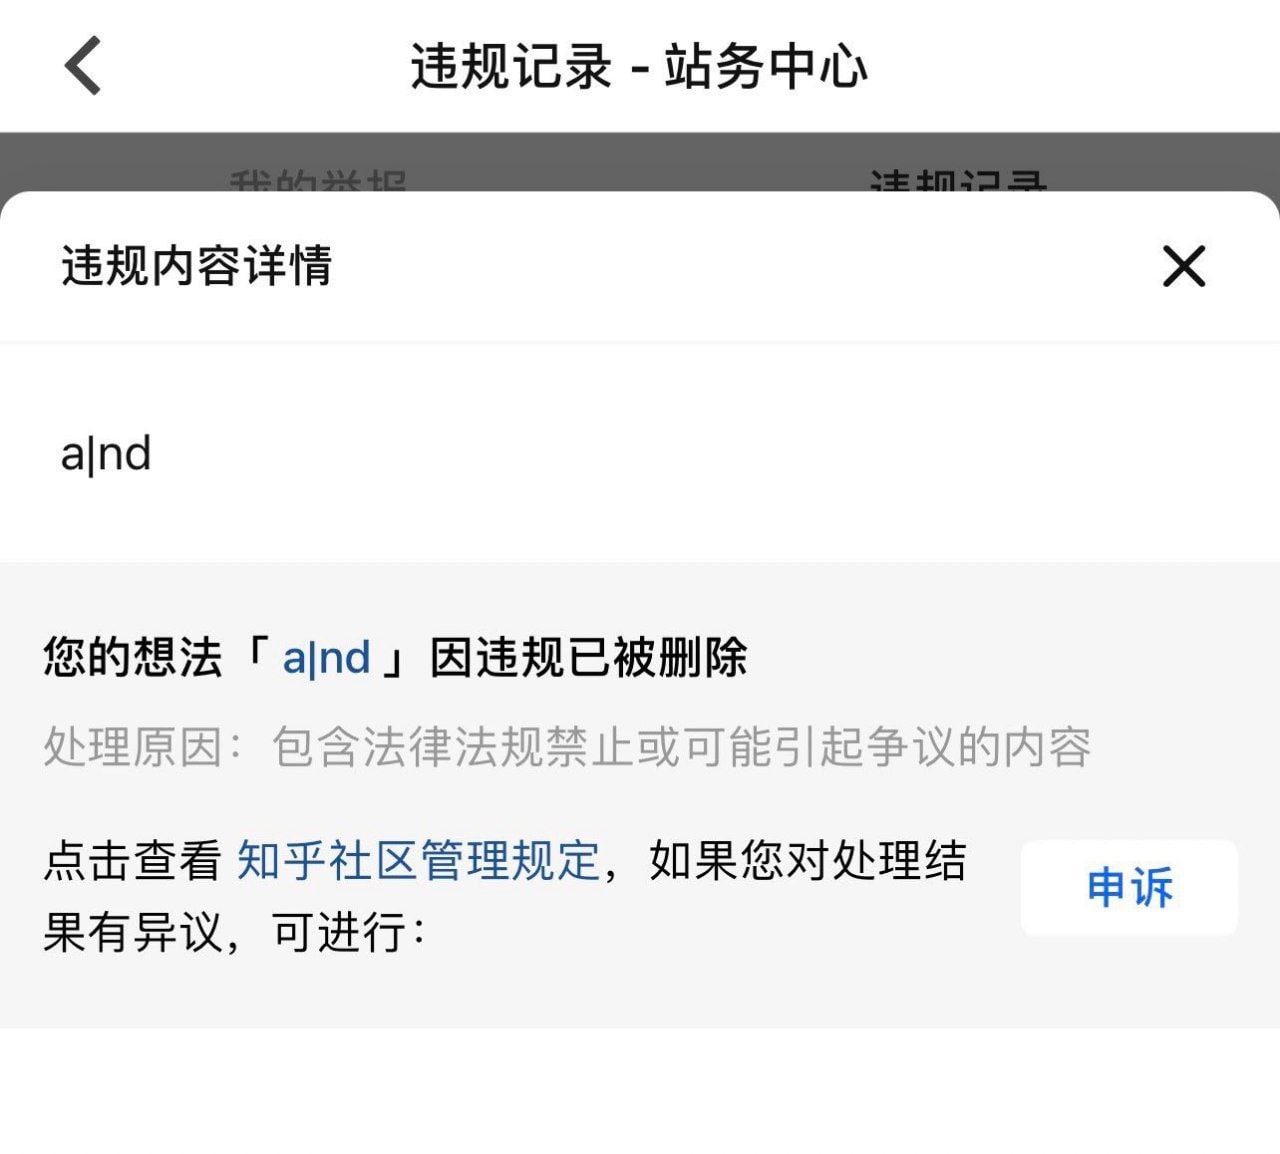 违规记录 - 站务中心
我的举报 违规记录
违规内容详情
a|nd
您的想法「 a|nd 」因违规已被删除
处理原因：包含法律法规禁止或可能引起争议的内容
点击查看 知乎社区管理规定，如果您对处理结
果有异议，可进行：
申诉